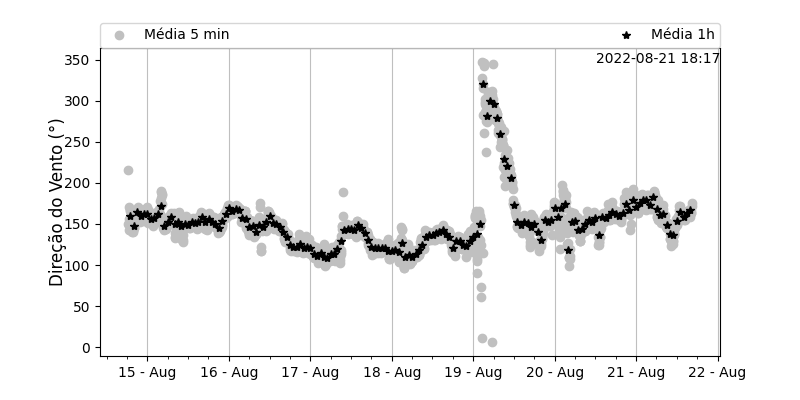 Média 5 min
Média 1h
2022-08-21 18:17
Direção do Vento (°)
350
300
250
200
150
100
50
0
15 - Aug
16 - Aug
17 - Aug
18 - Aug
19 - Aug
20 - Aug
21 - Aug
22 - Aug